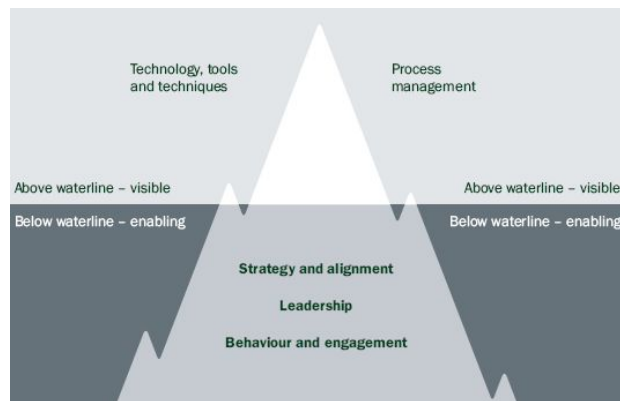 Technology, tools
and techniques
Process
management
Above waterline – visible
Above waterline – visible
Below waterline – enabling
Below waterline – enabling
Strategy and alignment
Leadership
Behaviour and engagement